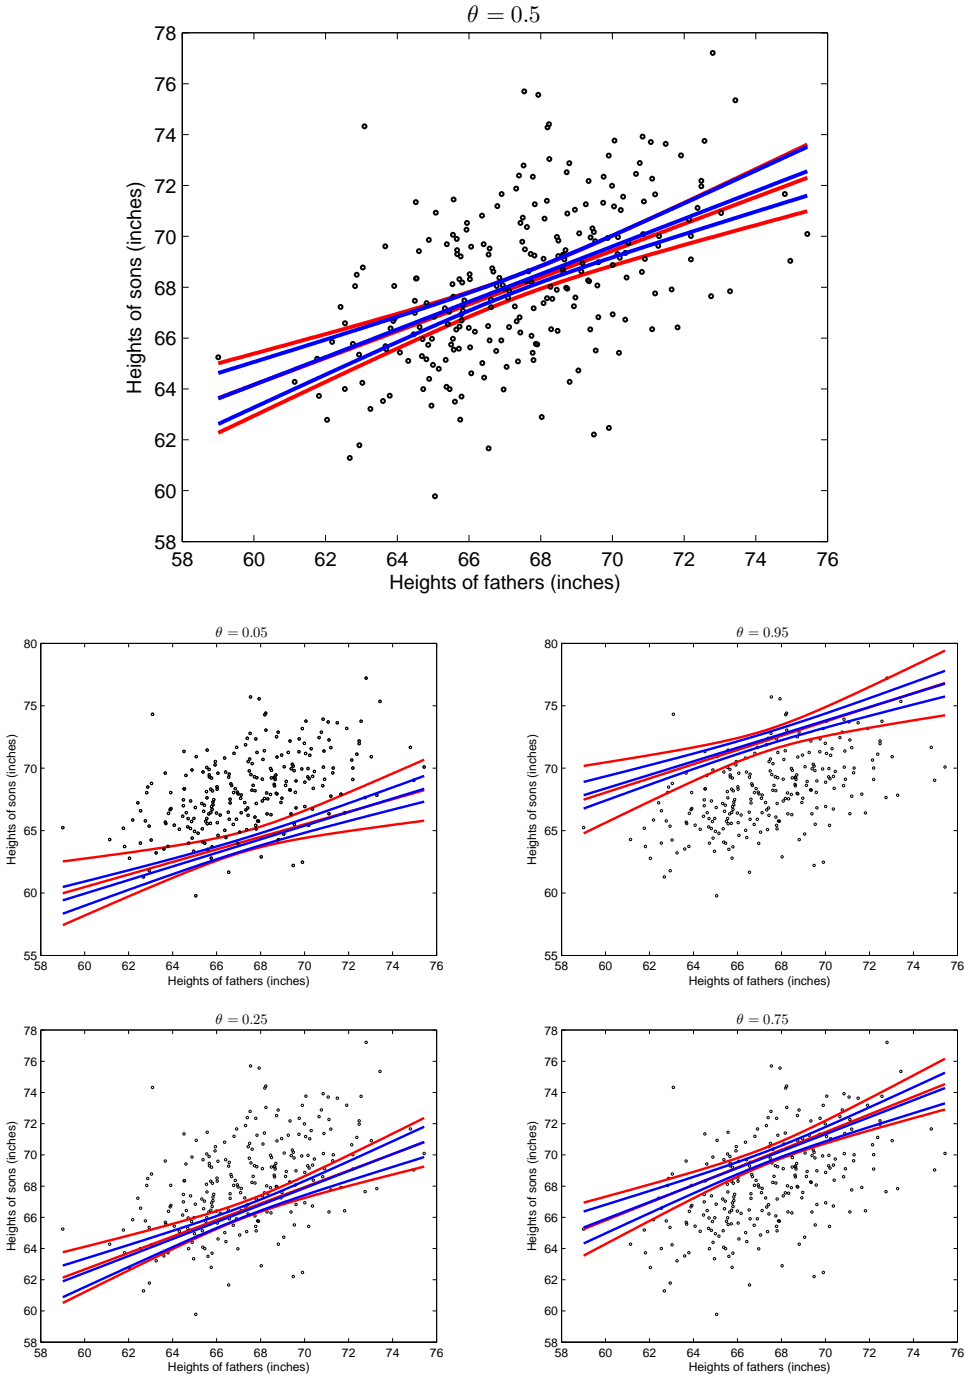 θ = 0.5
78
76
74
72
70
68
66
64
62
60
58
Heights of sons (inches)
58 60 62 64 66 68 70 72 74 76
Heights of fathers (inches)
θ = 0.05
80
75
70
65
60
55
Heights of sons (inches)
58 60 62 64 66 68 70 72 74 76
Heights of fathers (inches)
θ = 0.95
80
75
70
65
60
55
Heights of sons (inches)
58 60 62 64 66 68 70 72 74 76
Heights of fathers (inches)
θ = 0.25
78
76
74
72
70
68
66
64
62
60
58
Heights of sons (inches)
58 60 62 64 66 68 70 72 74 76
Heights of fathers (inches)
θ = 0.75
78
76
74
72
70
68
66
64
62
60
58
Heights of sons (inches)
58 60 62 64 66 68 70 72 74 76
Heights of fathers (inches)